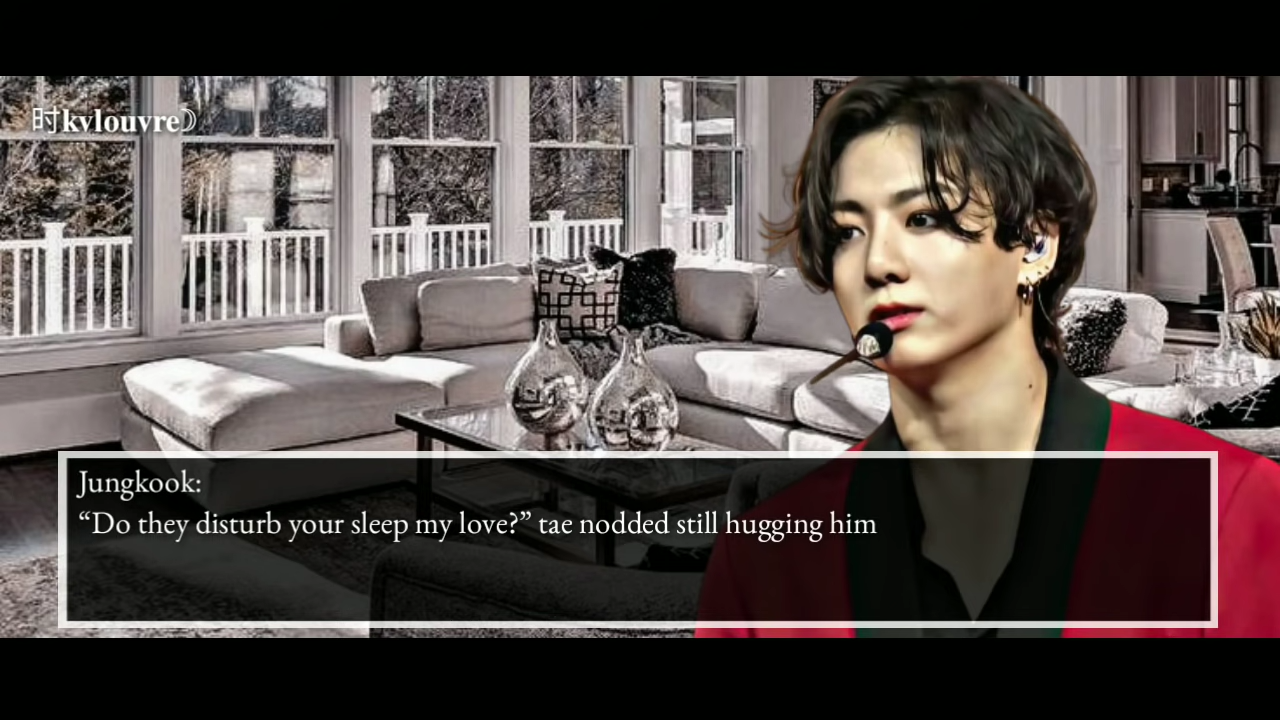 时kvlouvre☽
Jungkook:
“Do they disturb your sleep my love?” tae nodded still hugging him